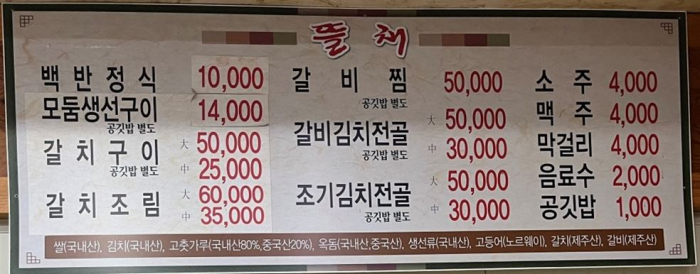 뜰채
백반정식 10,000
모둠생선구이 14,000
공깃밥 별도
갈치구이 大 50,000
공깃밥 별도 中 25,000
갈치조림 大 60,000
中 35,000
갈비찜 50,000
공깃밥 별도
갈비김치전골 大 50,000
공깃밥 별도 中 30,000
조기김치전골 大 50,000
공깃밥 별도 中 30,000
소주 4,000
맥주 4,000
막걸리 4,000
음료수 2,000
공깃밥 1,000
쌀(국내산), 김치(국내산), 고춧가루(국내산80%,중국산20%), 옥돔(국내산,중국산), 생선류(국내산), 고등어(노르웨이), 갈치(제주산), 갈비(제주산)